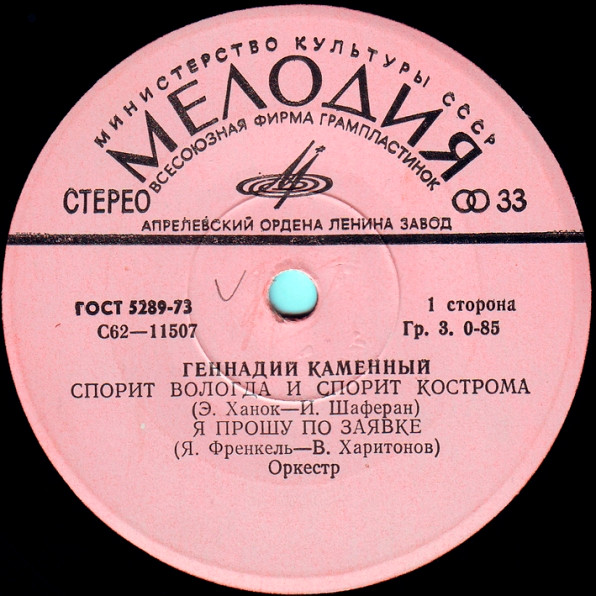 МИНИСТЕРСТВО КУЛЬТУРЫ СССР
МЕЛОДИЯ
ВСЕСОЮЗНАЯ ФИРМА ГРАМПЛАСТИНОК
СТЕРЕО
33
АПРЕЛЕВСКИЙ ОРДЕНА ЛЕНИНА ЗАВОД
ГОСТ 5289-73
1 сторона
С62—11507
Гр. 3. 0-85
ГЕННАДИЙ КАМЕННЫЙ
СПОРИТ ВОЛОГДА И СПОРИТ КОСТРОМА
(Э. Ханок—И. Шаферан)
Я ПРОШУ ПО ЗАЯВКЕ
(Я. Френкель—В. Харитонов)
Оркестр